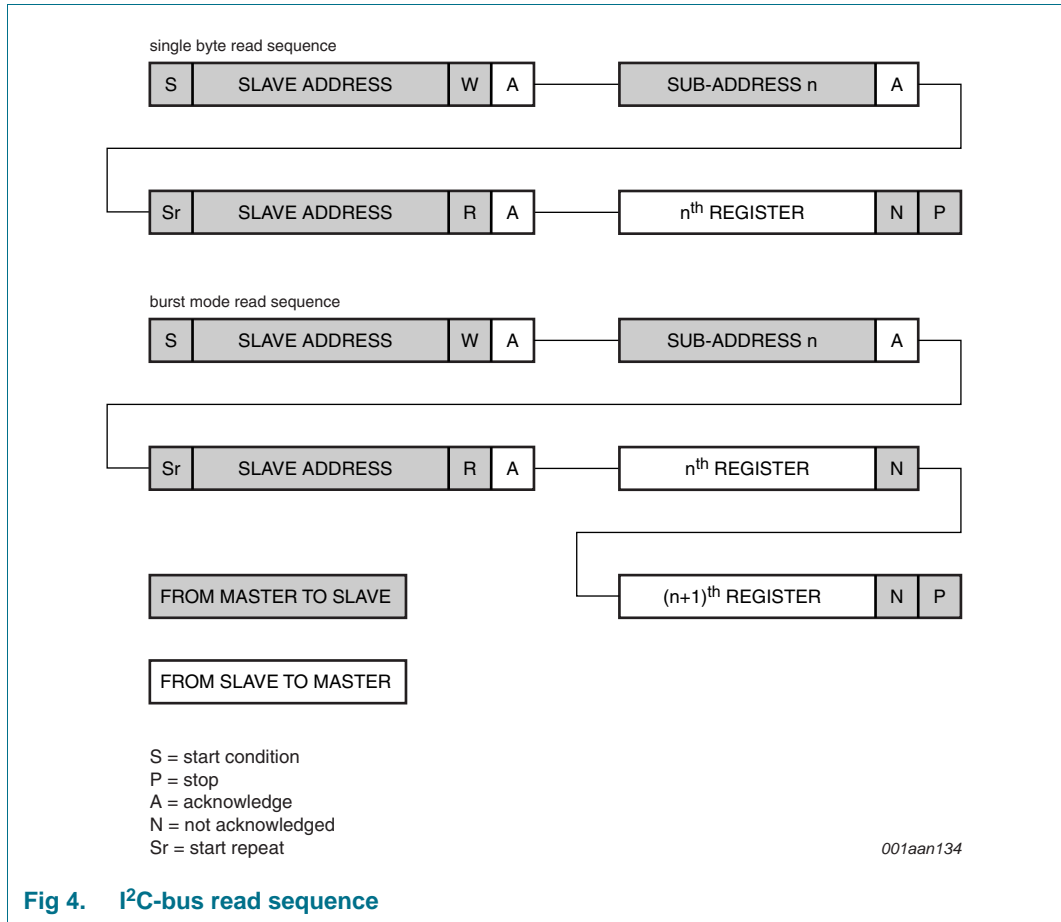 single byte read sequence
S SLAVE ADDRESS W A SUB-ADDRESS n A
Sr SLAVE ADDRESS R A nth REGISTER N P
burst mode read sequence
S SLAVE ADDRESS W A SUB-ADDRESS n A
Sr SLAVE ADDRESS R A nth REGISTER N
(n+1)th REGISTER N P
FROM MASTER TO SLAVE
FROM SLAVE TO MASTER
S = start condition
P = stop
A = acknowledge
N = not acknowledged
Sr = start repeat
001aan134
Fig 4. I2C-bus read sequence